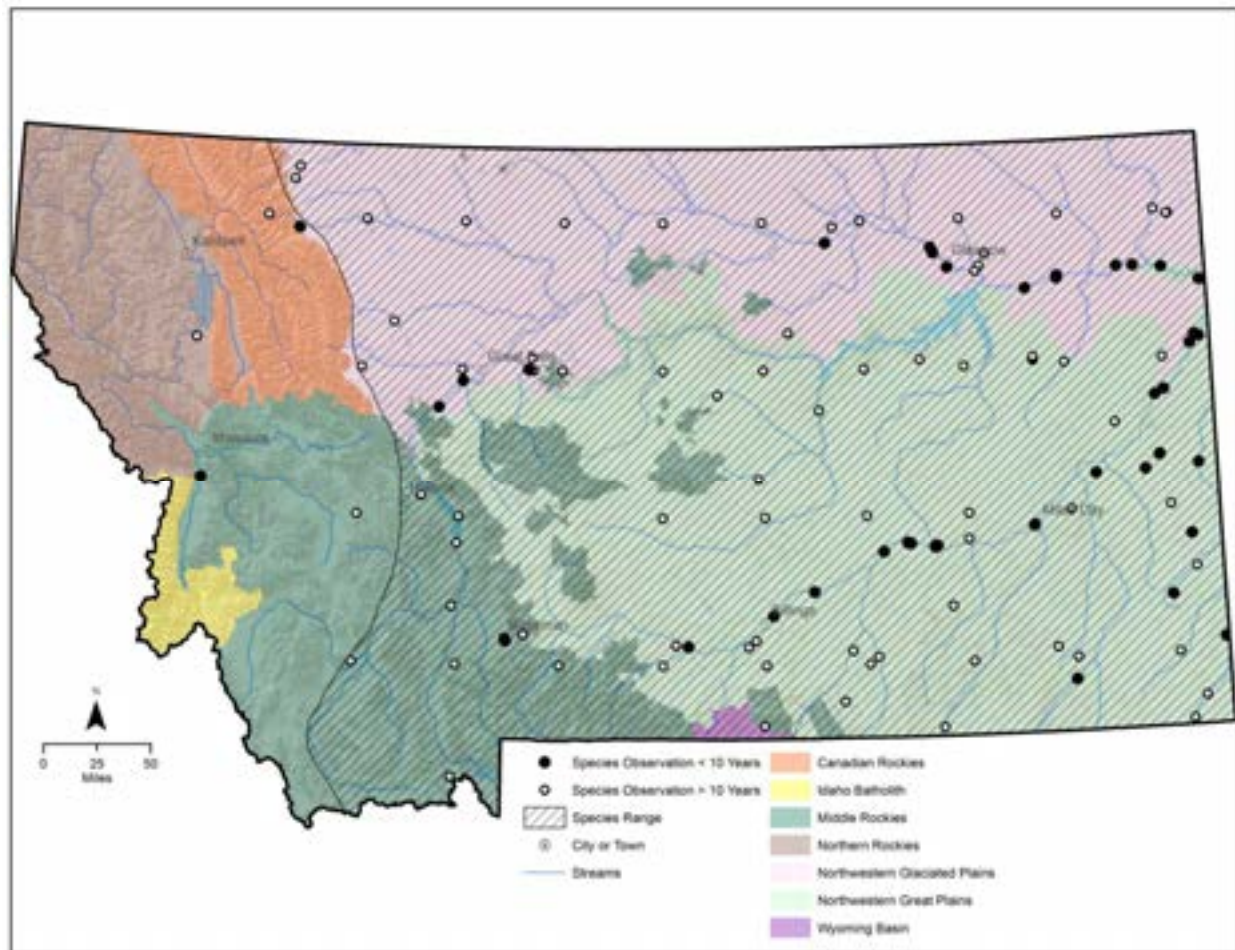 Kalispell
Glasgow
Great Falls
Missoula
Miles City
Billings
Bozeman
N
0 25 50
Miles
Species Observation < 10 Years
Species Observation > 10 Years
Species Range
City or Town
Streams
Canadian Rockies
Idaho Batholith
Middle Rockies
Northern Rockies
Northwestern Glaciated Plains
Northwestern Great Plains
Wyoming Basin